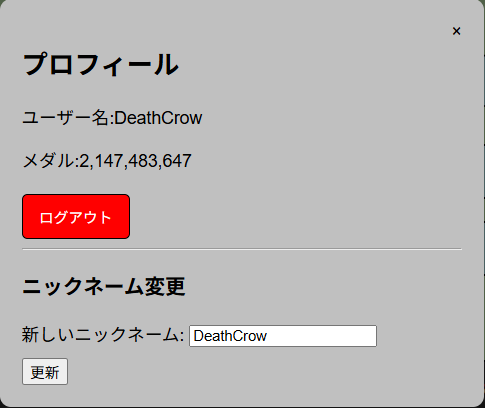 ×
プロフィール
ユーザー名:DeathCrow
メダル:2,147,483,647
ログアウト
ニックネーム変更
新しいニックネーム: DeathCrow
更新